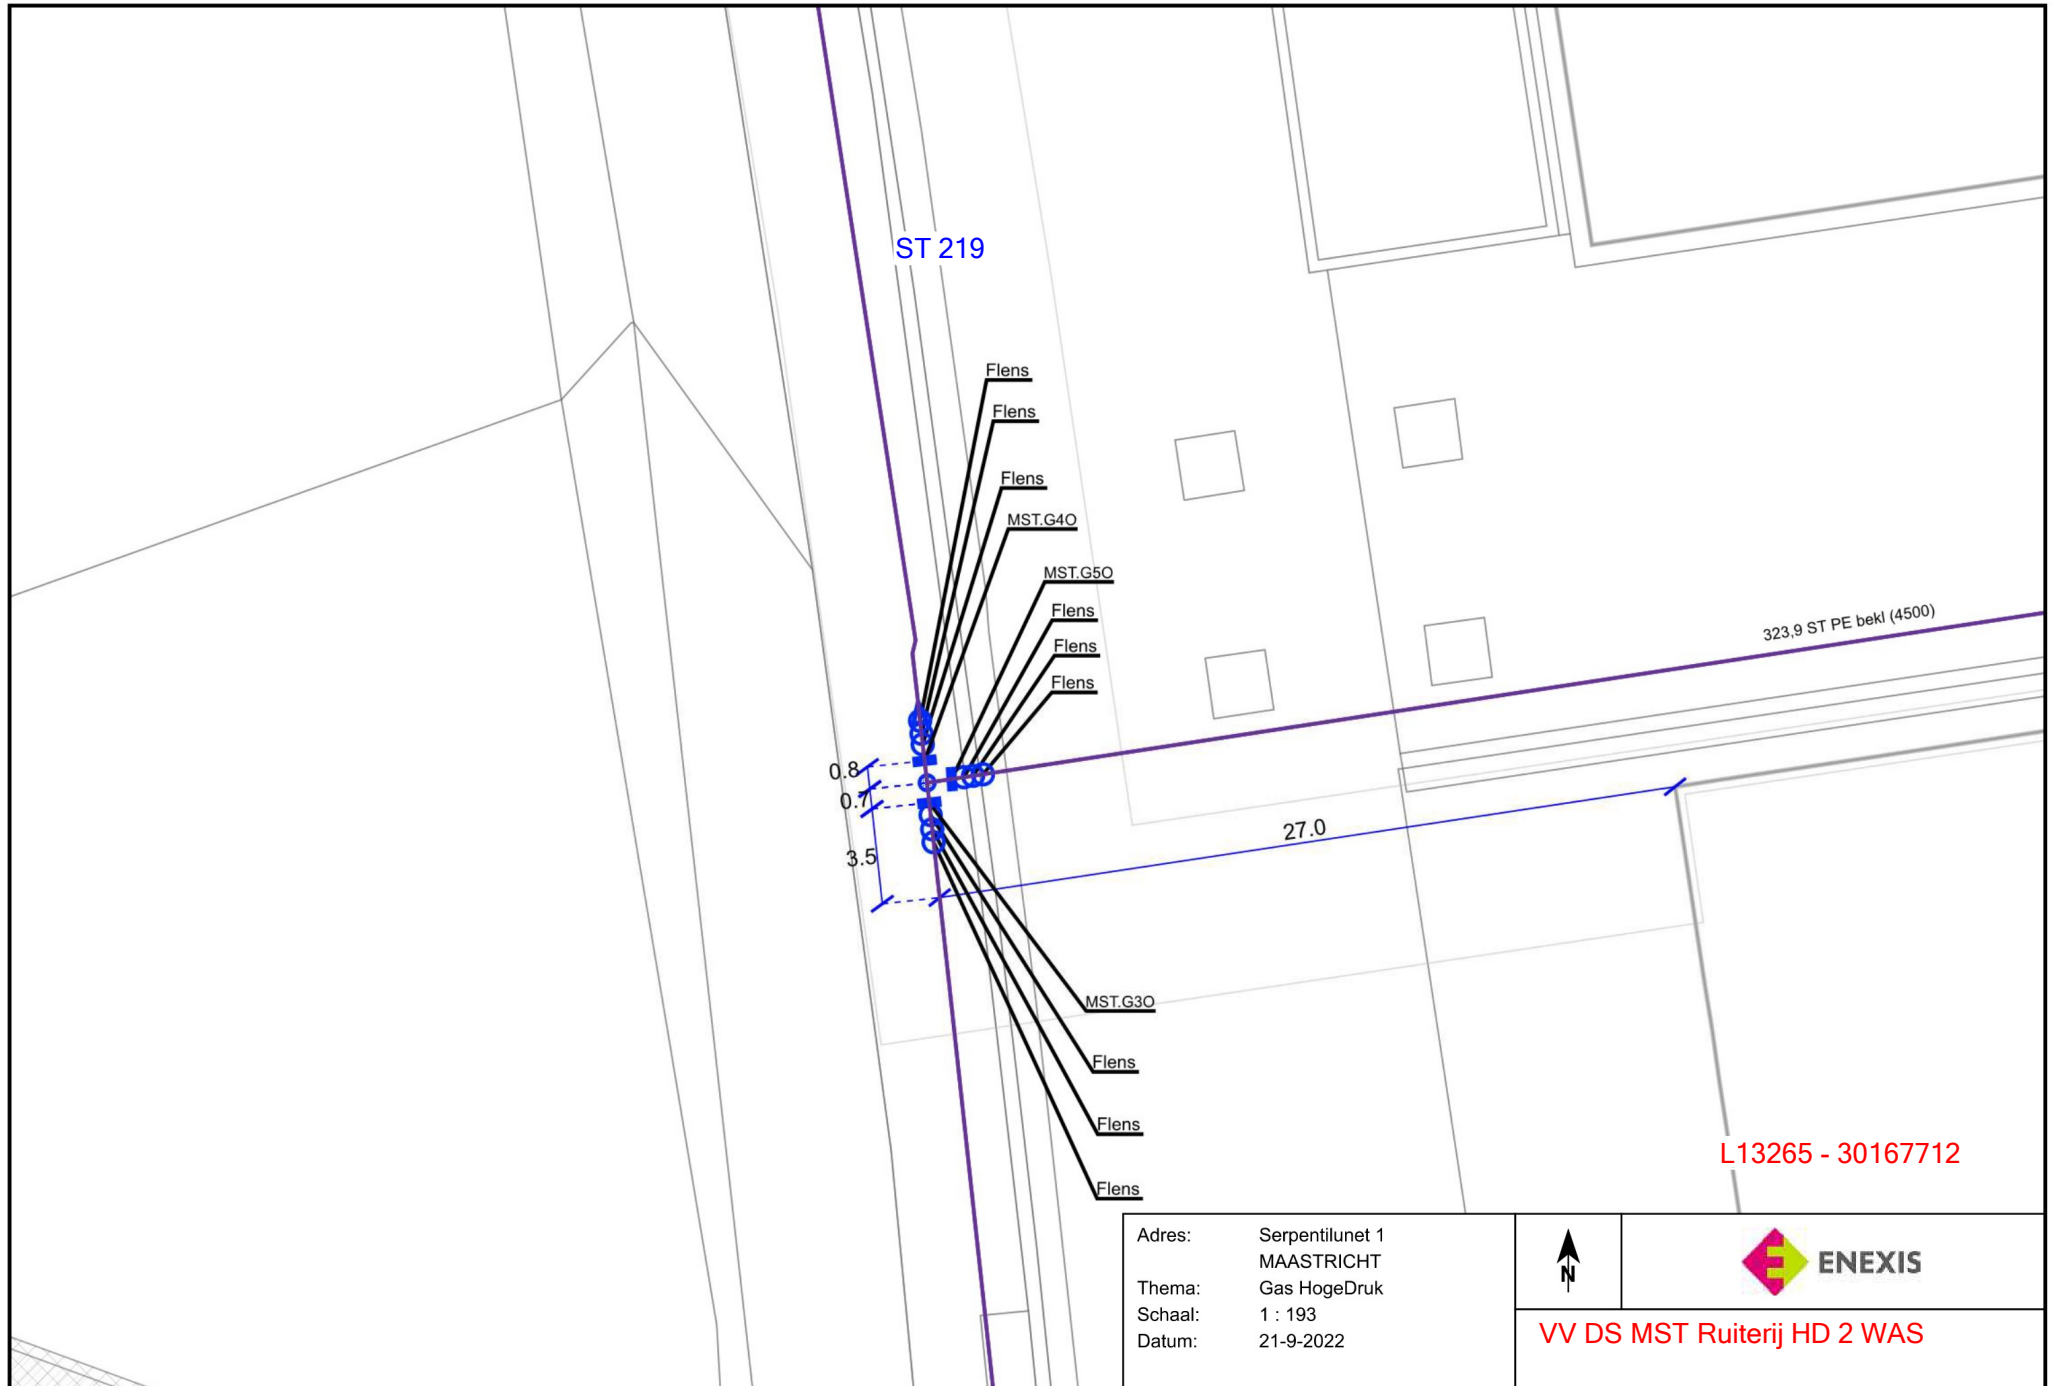 ST 219
Flens
Flens
Flens
MST.G4O
MST.G5O
Flens
Flens
Flens
323,9 ST PE bekl (4500)
0.8
0.7
3.5
27.0
MST.G3O
Flens
Flens
Flens
L13265 - 30167712
Adres: Serpentilunet 1
MAASTRICHT
Thema: Gas HogeDruk
Schaal: 1 : 193
Datum: 21-9-2022
N
ENEXIS
VV DS MST Ruiterij HD 2 WAS